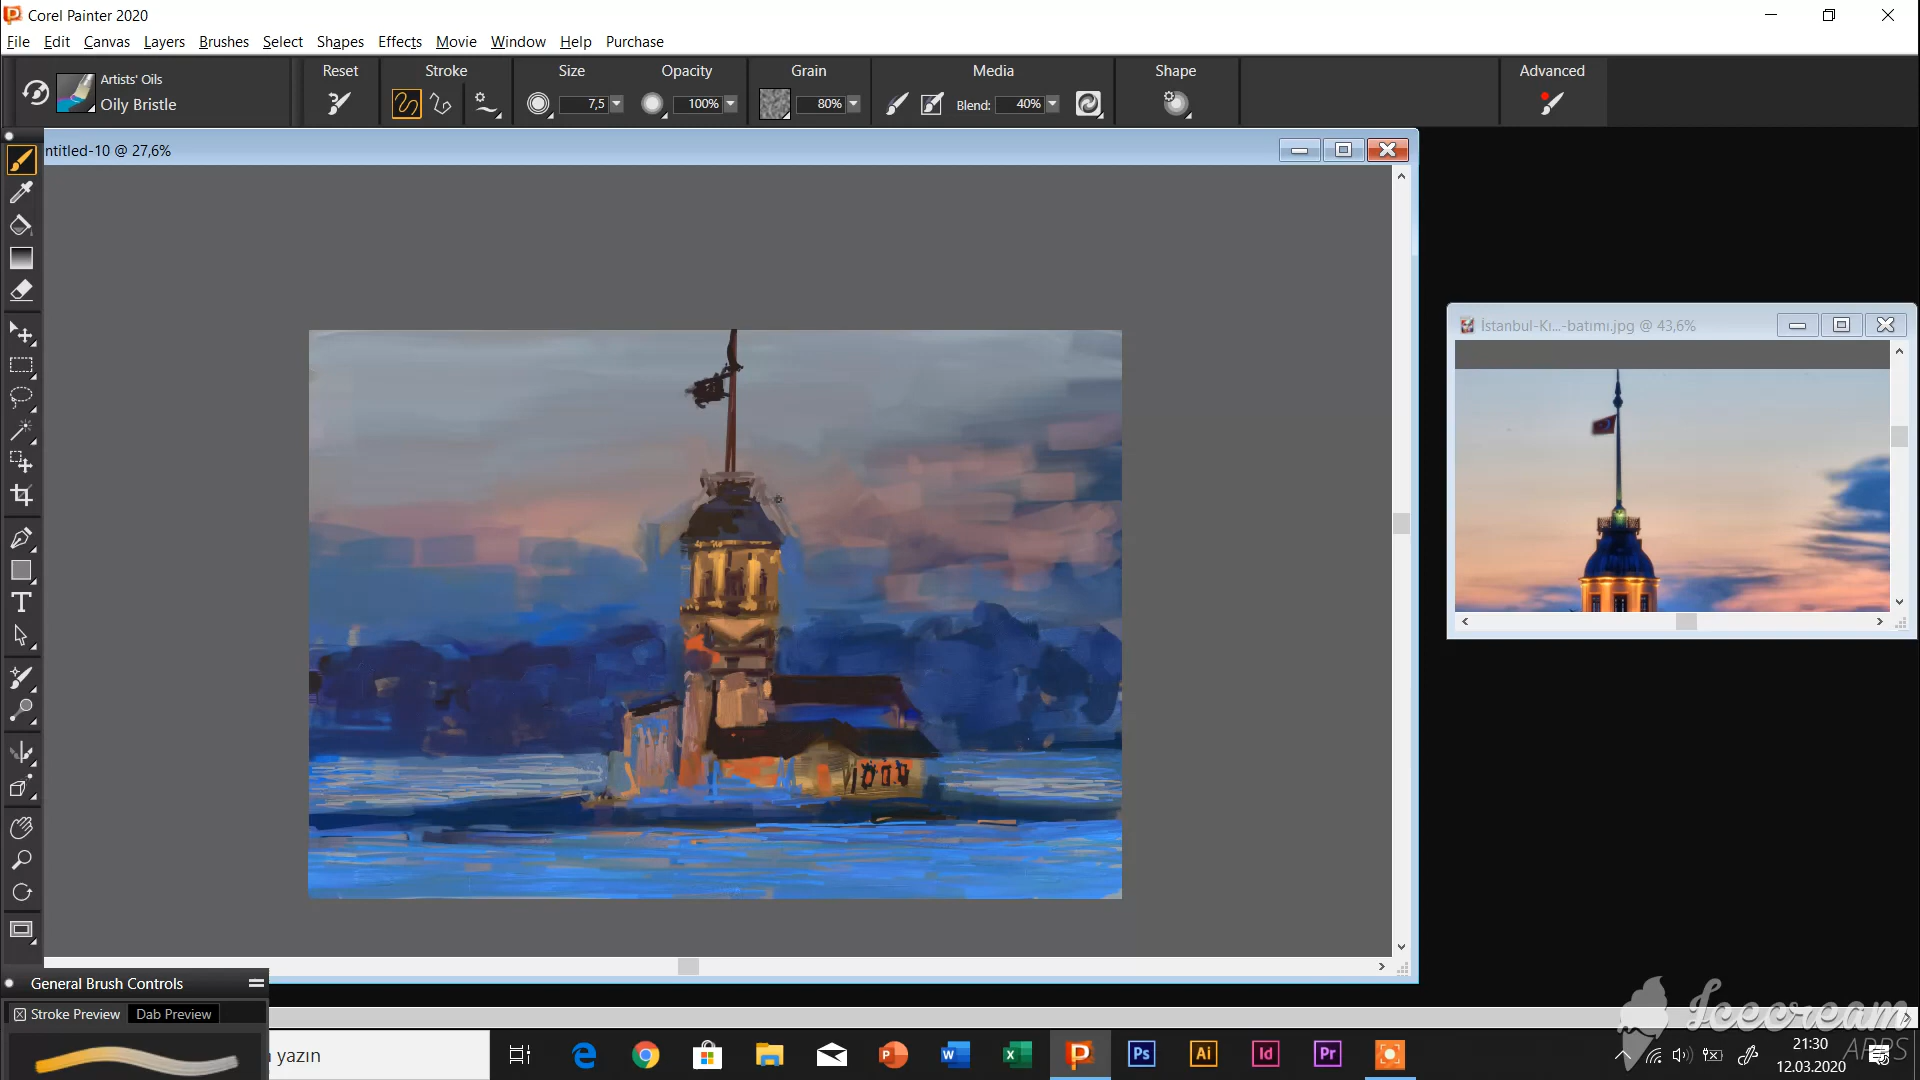 Corel Painter 2020
File Edit Canvas Layers Brushes Select Shapes Effects Movie Window Help Purchase
Artists' Oils
Oily Bristle
Reset
Stroke
Size
7,5
Opacity
100%
Grain
80%
Media
Blend: 40%
Shape
Advanced
ntitled-10 @ 27,6%
İstanbul-Kı...-batımı.jpg @ 43,6%
General Brush Controls
Stroke Preview Dab Preview
yazın
Ps
Ai
Id
Pr
21:30
12.03.2020
Icecream
APPS